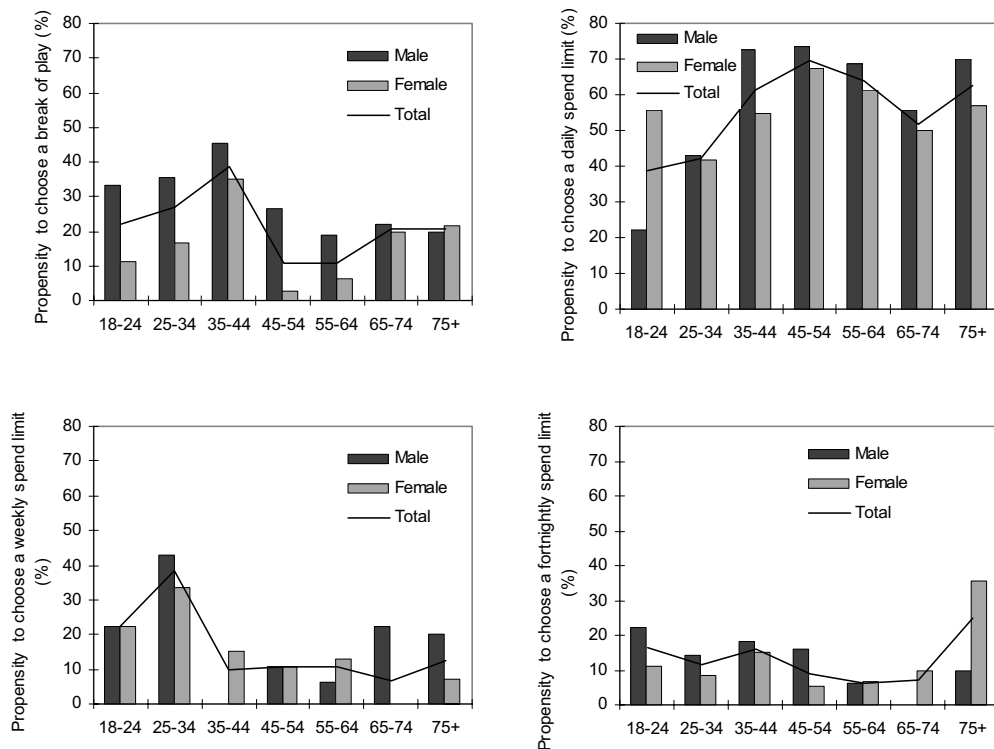 Propensity to choose a break of play (%)
80
70
60
50
40
30
20
10
0
Male
Female
Total
18-24 25-34 35-44 45-54 55-64 65-74 75+
Propensity to choose a daily spend limit (%)
80
70
60
50
40
30
20
10
0
Male
Female
Total
18-24 25-34 35-44 45-54 55-64 65-74 75+
Propensity to choose a weekly spend limit
(%)
80
70
60
50
40
30
20
10
0
Male
Female
Total
18-24 25-34 35-44 45-54 55-64 65-74 75+
Propensity to choose a fortnightly spend limit
(%)
80
70
60
50
40
30
20
10
0
Male
Female
Total
18-24 25-34 35-44 45-54 55-64 65-74 75+